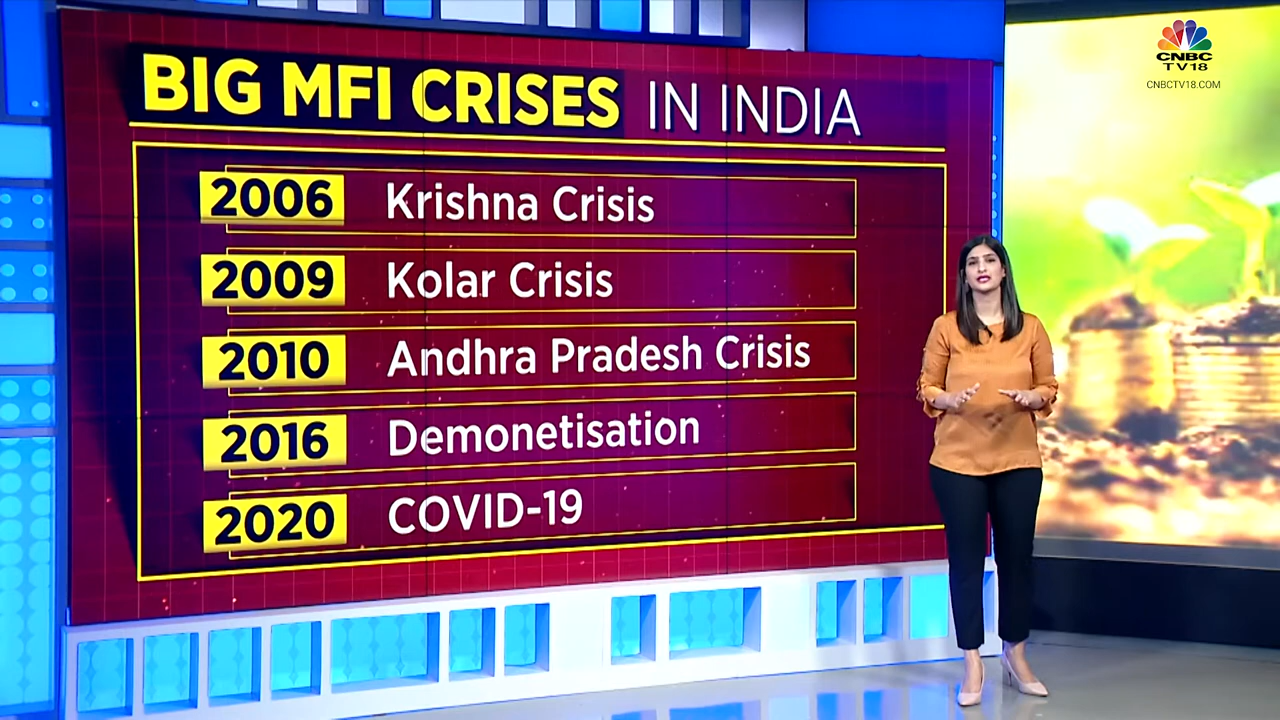 BIG MFI CRISES IN INDIA
2006 Krishna Crisis
2009 Kolar Crisis
2010 Andhra Pradesh Crisis
2016 Demonetisation
2020 COVID-19
CNBC
TV18
CNBCTV18.COM